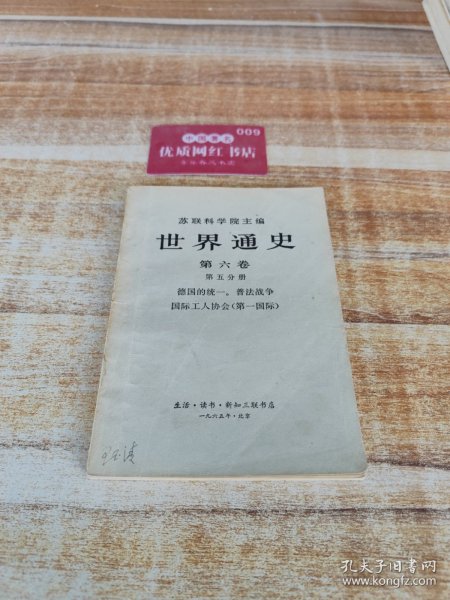 中国著名
009
优质网红书店
苏联科学院主编
世界通史
第六卷
第五分册
德国的统一。普法战争
国际工人协会(第一国际)
生活·读书·新知三联书店
一九六五年·北京
孔夫子旧书网
www.kongfz.com